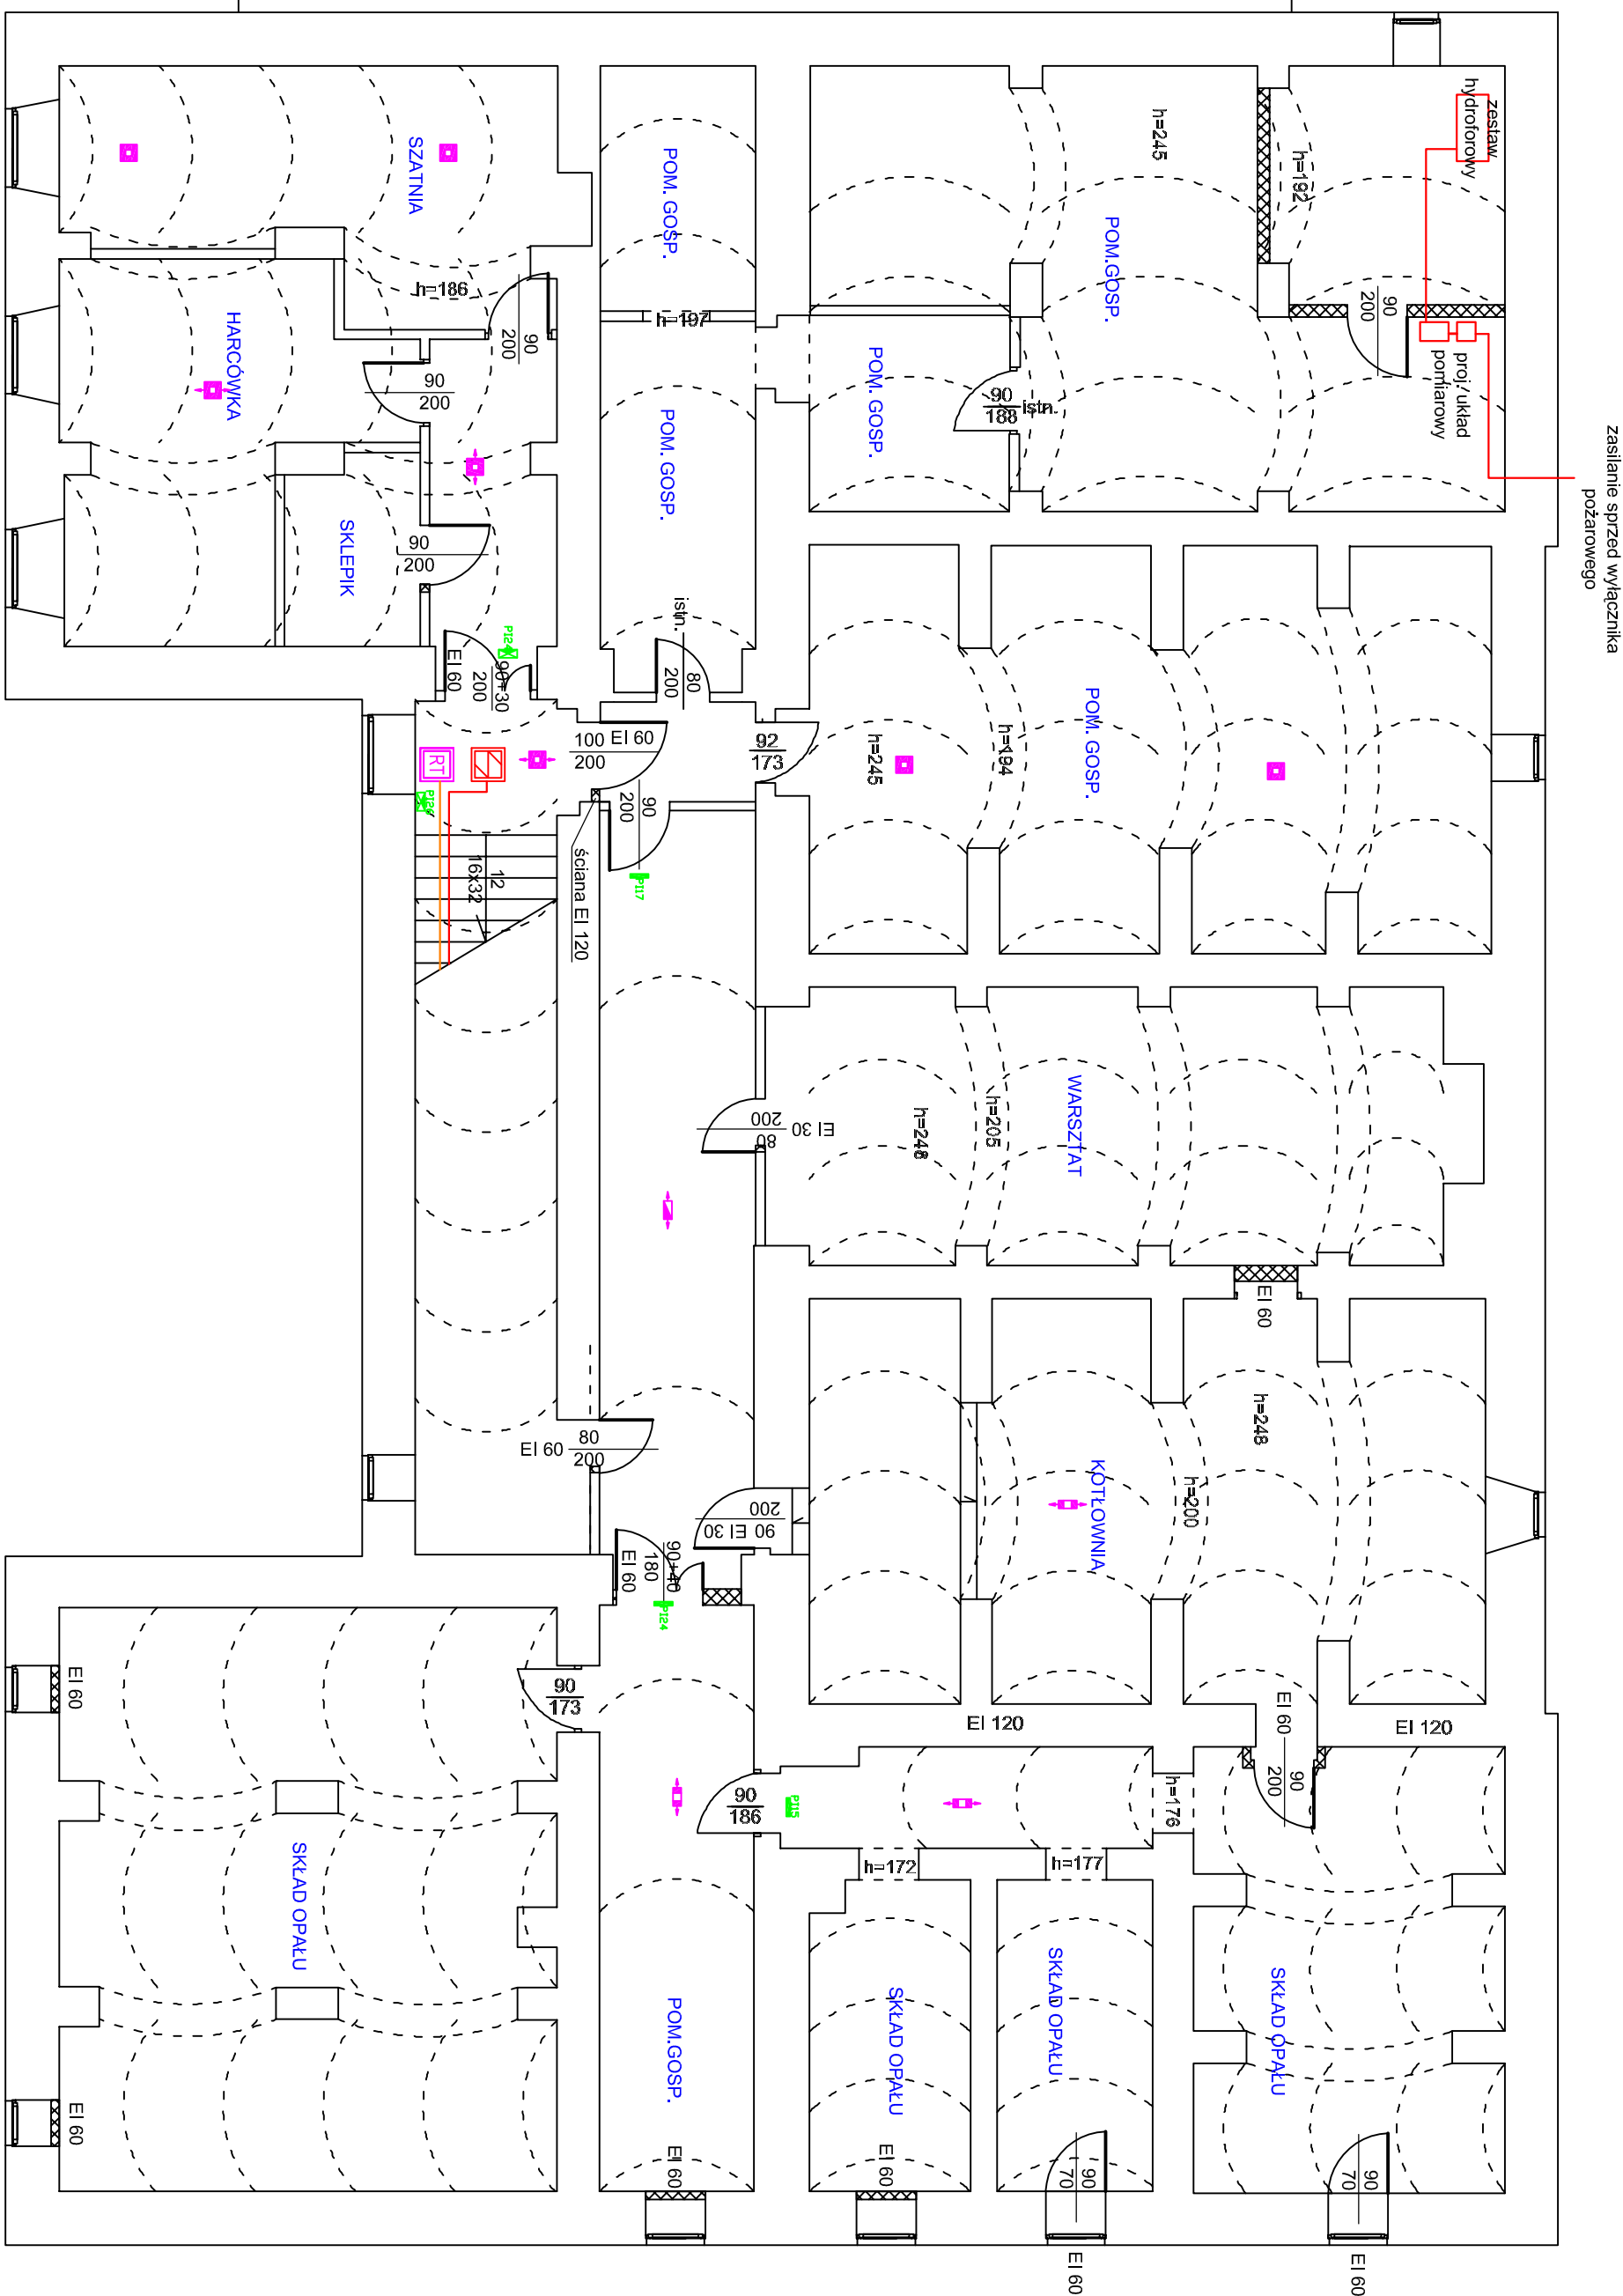 zasilanie sprzed wyłącznika
pożarowego
zestaw
hydroforowy
h=192
h=245
POM.GOSP.
90
200
proj. układ
pomiarowy
POM. GOSP.
h=197
POM. GOSP.
POM. GOSP.
90
188
istn.
SZATNIA
h=186
90
200
HARCÓWKA
90
200
SKLEPIK
90
200
PI24
EI 60
90+30
200
istn.
80
200
100
200
EI 60
92
173
90
200
RT
PI26
12
16x32
ściana EI 120
PI17
POM. GOSP.
h=245
h=194
WARSZTAT
h=248
h=205
EI 30
80
200
EI 60
h=248
KOTŁOWNIA
h=200
EI 60
80
200
90 EI 30
200
90+40
180
EI 60
PI24
EI 120
EI 120
EI 60
90
200
90
173
90
186
PI15
h=176
h=172
h=177
EI 60
EI 60
SKŁAD OPAŁU
POM.GOSP.
SKŁAD OPAŁU
SKŁAD OPAŁU
SKŁAD OPAŁU
EI 60
EI 60
90
70
90
70
EI 60
EI 60